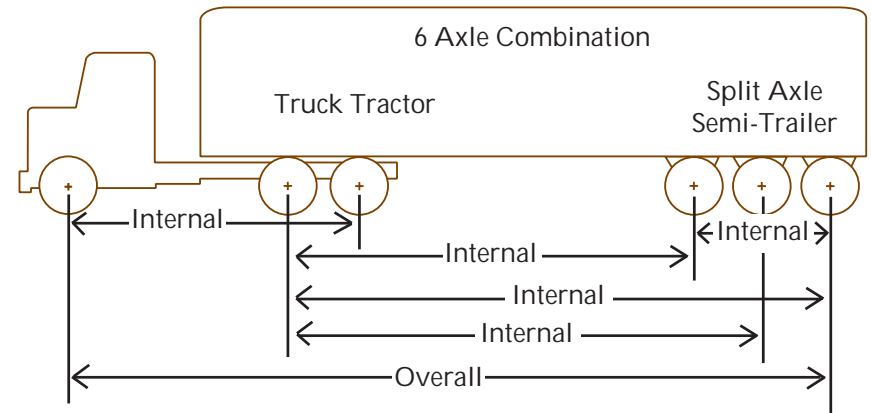 6 Axle Combination
Truck Tractor
Split Axle
Semi-Trailer
Internal
Internal
Internal
Internal
Internal
Overall